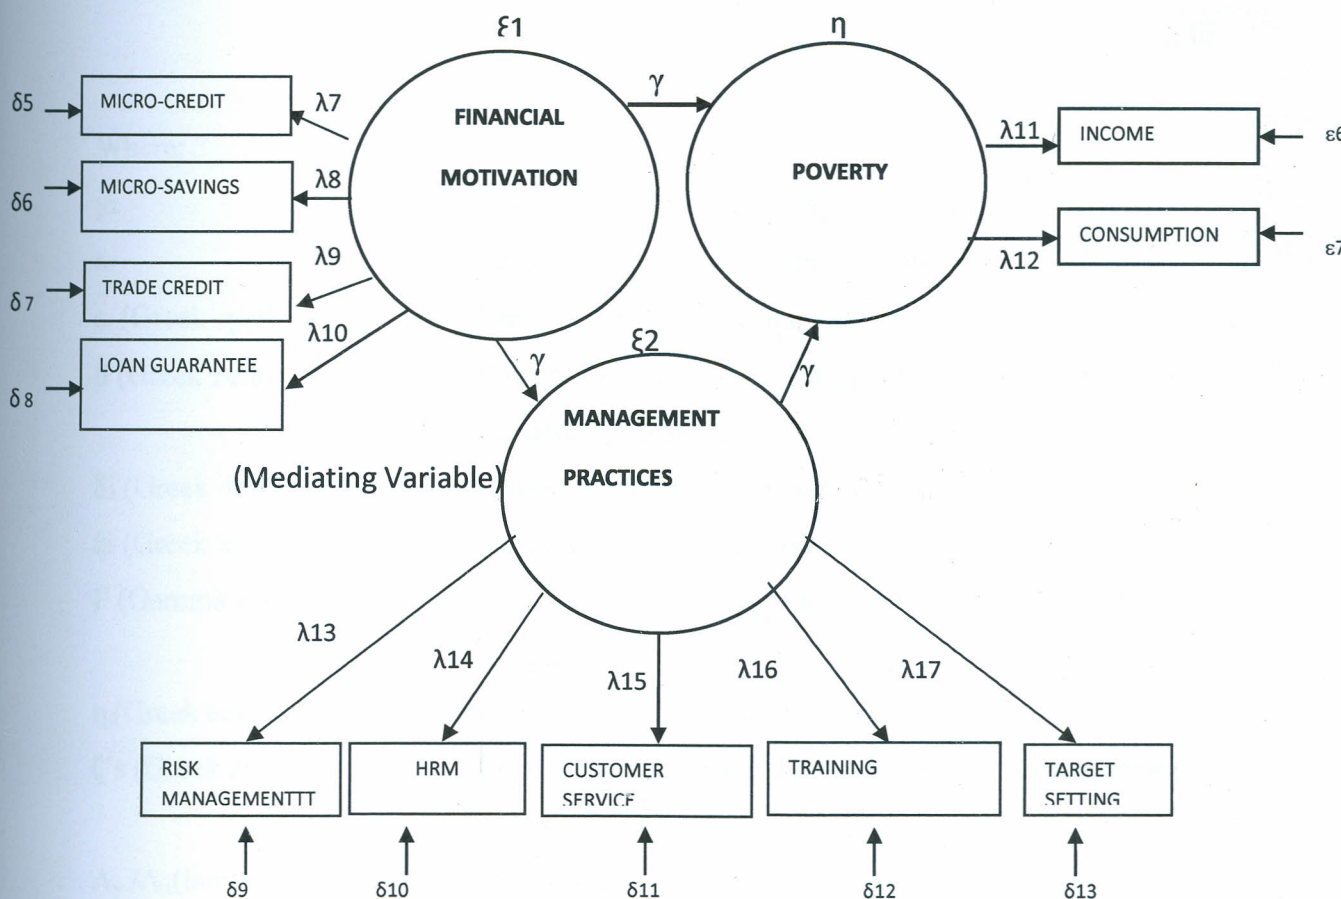 ξ1
η
δ5
MICRO-CREDIT
λ7
FINANCIAL
MOTIVATION
γ
POVERTY
λ11
INCOME
ε6
δ6
MICRO-SAVINGS
λ8
λ12
CONSUMPTION
ε7
δ7
TRADE CREDIT
λ9
δ8
LOAN GUARANTEE
λ10
γ
ξ2
γ
(Mediating Variable)
MANAGEMENT
PRACTICES
λ13
λ14
λ15
λ16
λ17
RISK
MANAGEMENTTT
HRM
CUSTOMER
SERVICE
TRAINING
TARGET
SETTING
δ9
δ10
δ11
δ12
δ13